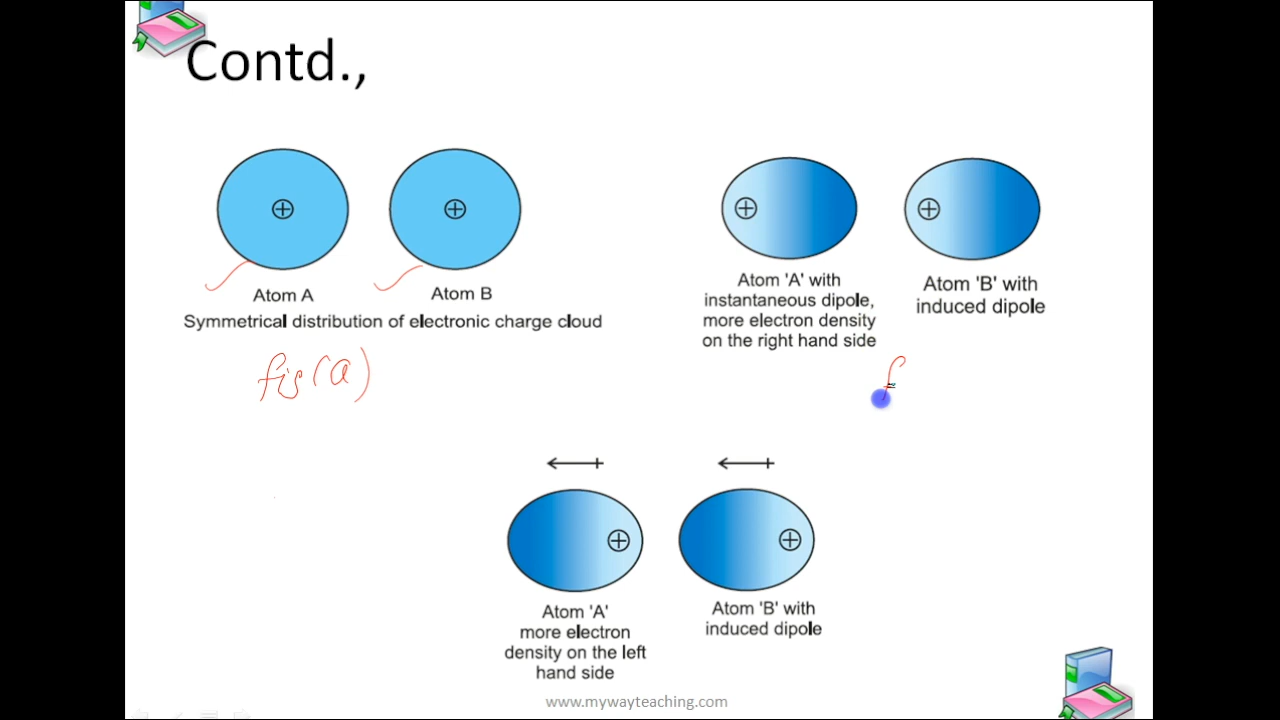 Contd.,
⊕
⊕
Atom A
Atom B
Symmetrical distribution of electronic charge cloud
fig(a)
⊕
⊕
Atom 'A' with
instantaneous dipole,
more electron density
on the right hand side
Atom 'B' with
induced dipole
f
⊕
⊕
Atom 'A'
more electron
density on the left
hand side
Atom 'B' with
induced dipole
www.mywayteaching.com